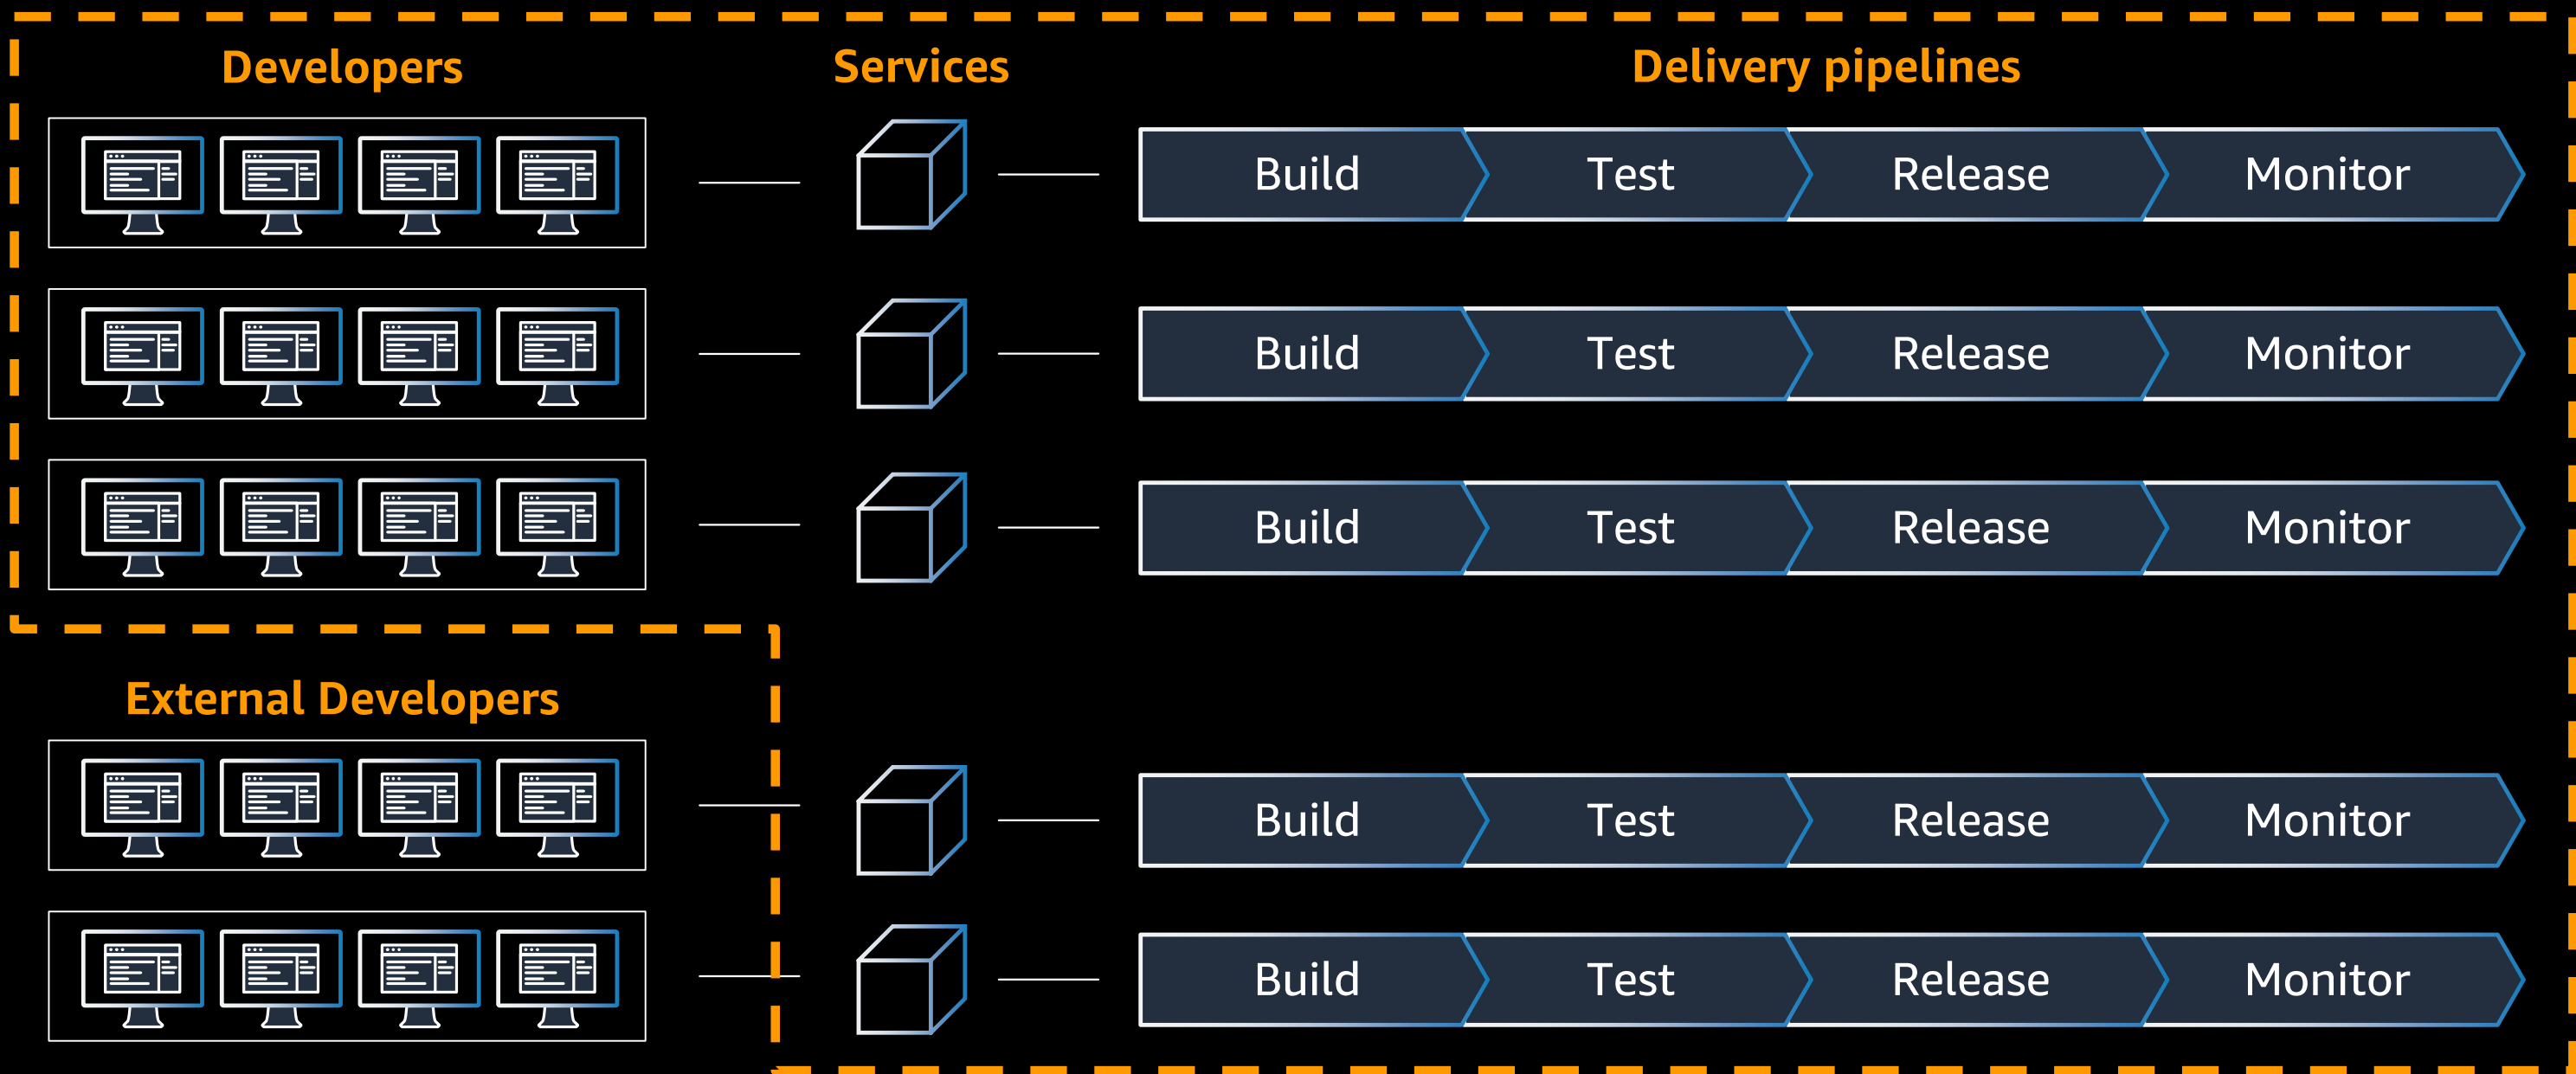 Developers
Services
Delivery pipelines
Build
Test
Release
Monitor
Build
Test
Release
Monitor
Build
Test
Release
Monitor
External Developers
Build
Test
Release
Monitor
Build
Test
Release
Monitor